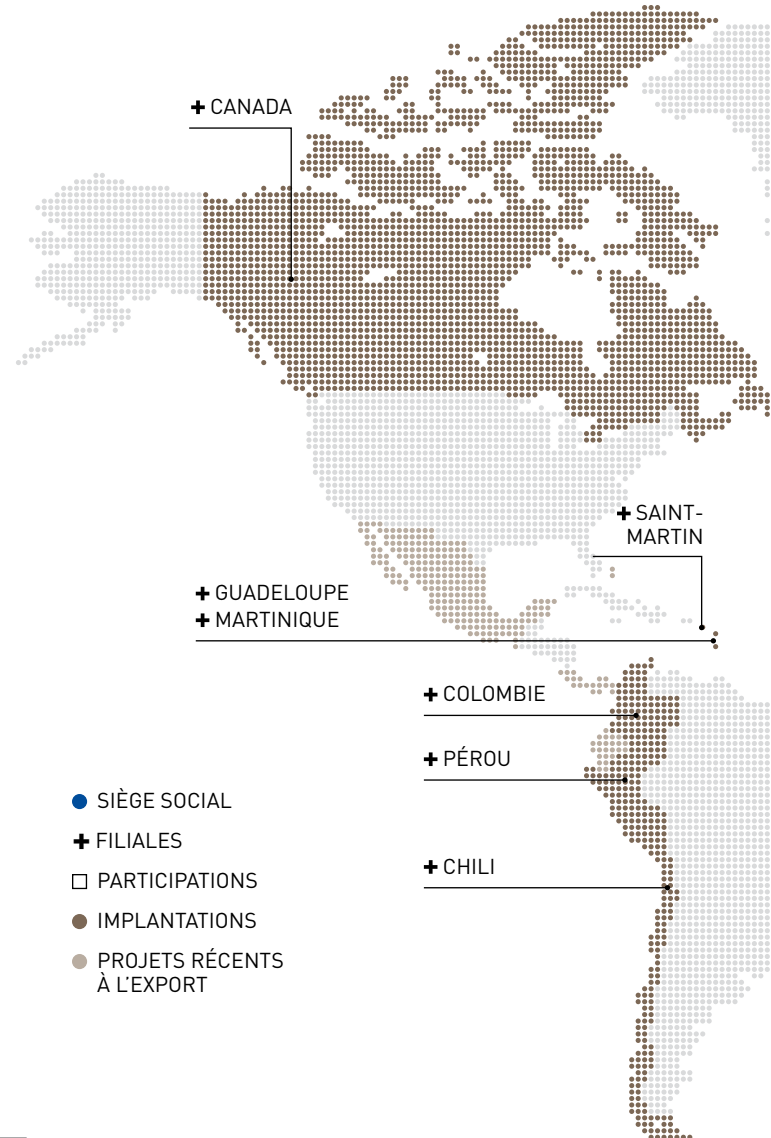 + CANADA
+ SAINT-
MARTIN
+ GUADELOUPE
+ MARTINIQUE
+ COLOMBIE
+ PÉROU
SIÈGE SOCIAL
+ FILIALES
+ CHILI
PARTICIPATIONS
IMPLANTATIONS
PROJETS RÉCENTS
À L'EXPORT